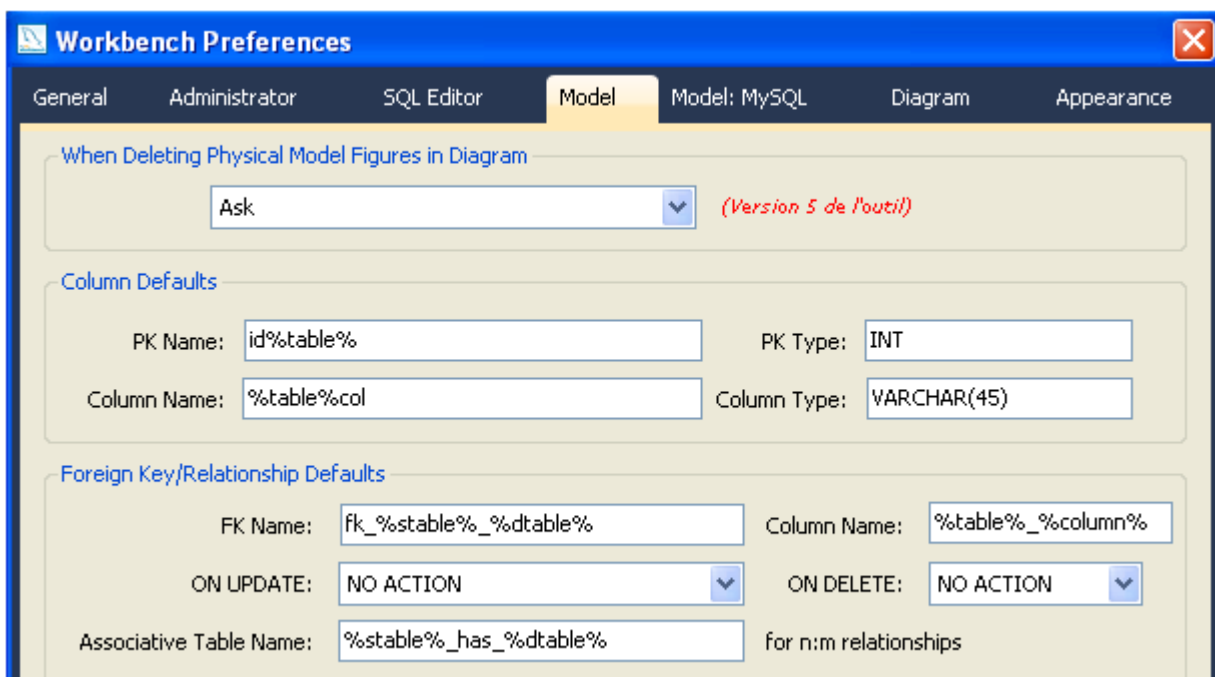 Workbench Preferences
General Administrator SQL Editor Model Model: MySQL Diagram Appearance
When Deleting Physical Model Figures in Diagram
Ask (Version 5 de l'outil)
Column Defaults
PK Name: id%table% PK Type: INT
Column Name: %table%col Column Type: VARCHAR(45)
Foreign Key/Relationship Defaults
FK Name: fk_%stable%_%dtable% Column Name: %table%_%column%
ON UPDATE: NO ACTION ON DELETE: NO ACTION
Associative Table Name: %stable%_has_%dtable% for n:m relationships